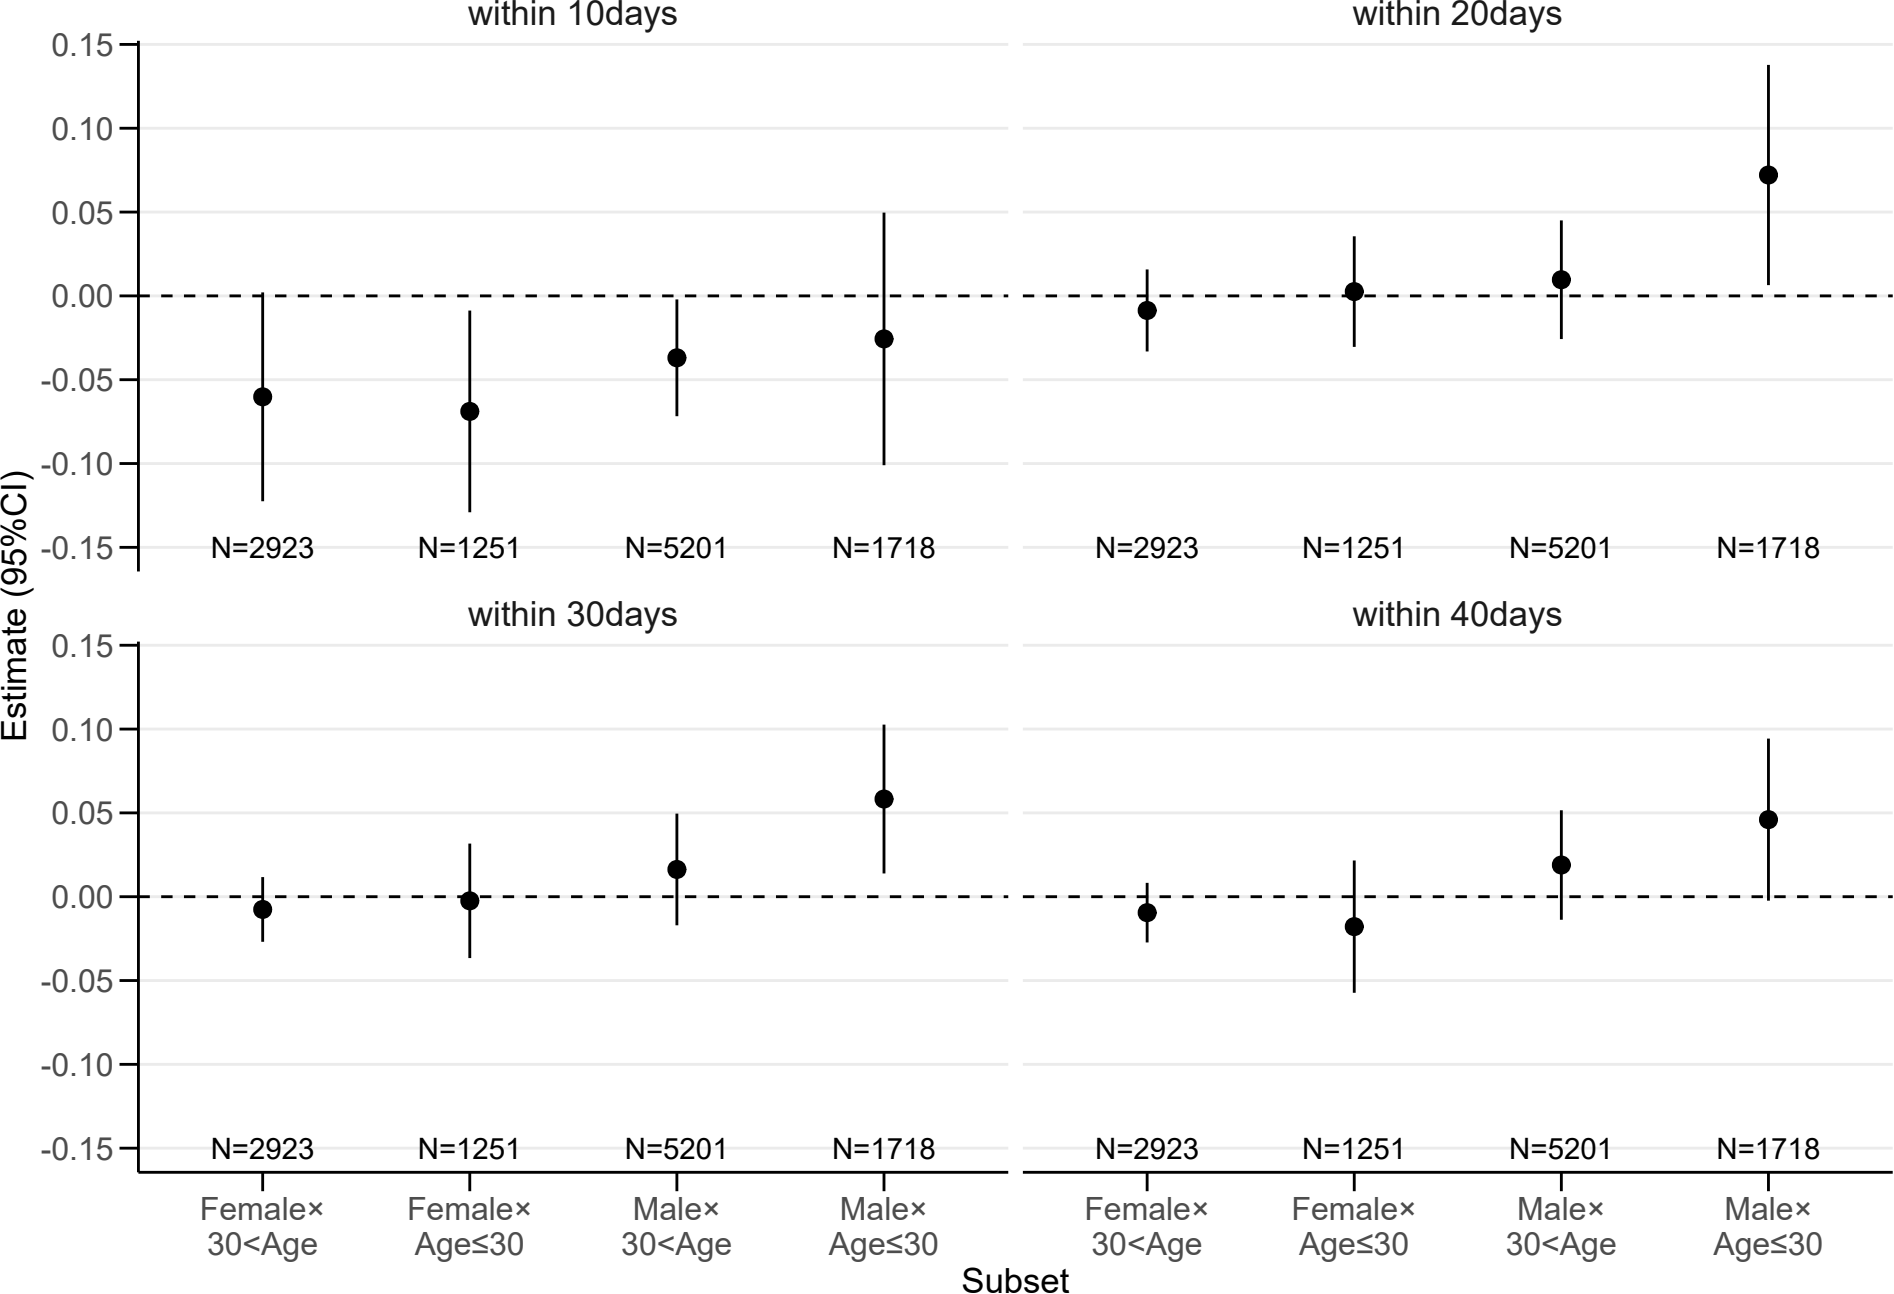 within 10days
within 20days
0.15
0.10
0.05
0.00
-0.05
-0.10
-0.15
N=2923
N=1251
N=5201
N=1718
N=2923
N=1251
N=5201
N=1718
Estimate (95%CI)
within 30days
within 40days
0.15
0.10
0.05
0.00
-0.05
-0.10
-0.15
N=2923
N=1251
N=5201
N=1718
N=2923
N=1251
N=5201
N=1718
Female×
30<Age
Female×
Age≤30
Male×
30<Age
Male×
Age≤30
Female×
30<Age
Female×
Age≤30
Male×
30<Age
Male×
Age≤30
Subset